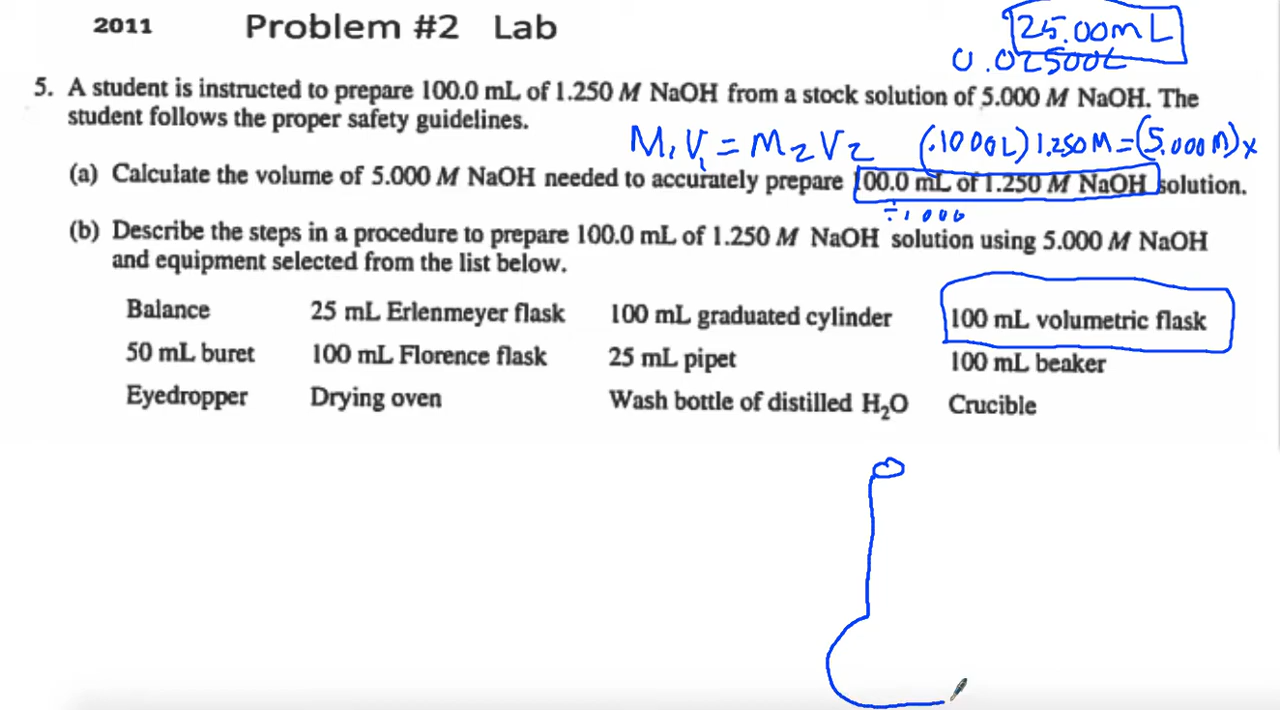 2011 Problem #2 Lab
25.00mL
0.02500L
5. A student is instructed to prepare 100.0 mL of 1.250 M NaOH from a stock solution of 5.000 M NaOH. The
student follows the proper safety guidelines.
M₁V₁ = M₂V₂ (.1000L) 1.250M = (5.000M) x
(a) Calculate the volume of 5.000 M NaOH needed to accurately prepare 100.0 mL of 1.250 M NaOH solution.
÷1000
(b) Describe the steps in a procedure to prepare 100.0 mL of 1.250 M NaOH solution using 5.000 M NaOH
and equipment selected from the list below.
Balance 25 mL Erlenmeyer flask 100 mL graduated cylinder 100 mL volumetric flask
50 mL buret 100 mL Florence flask 25 mL pipet 100 mL beaker
Eyedropper Drying oven Wash bottle of distilled H₂O Crucible